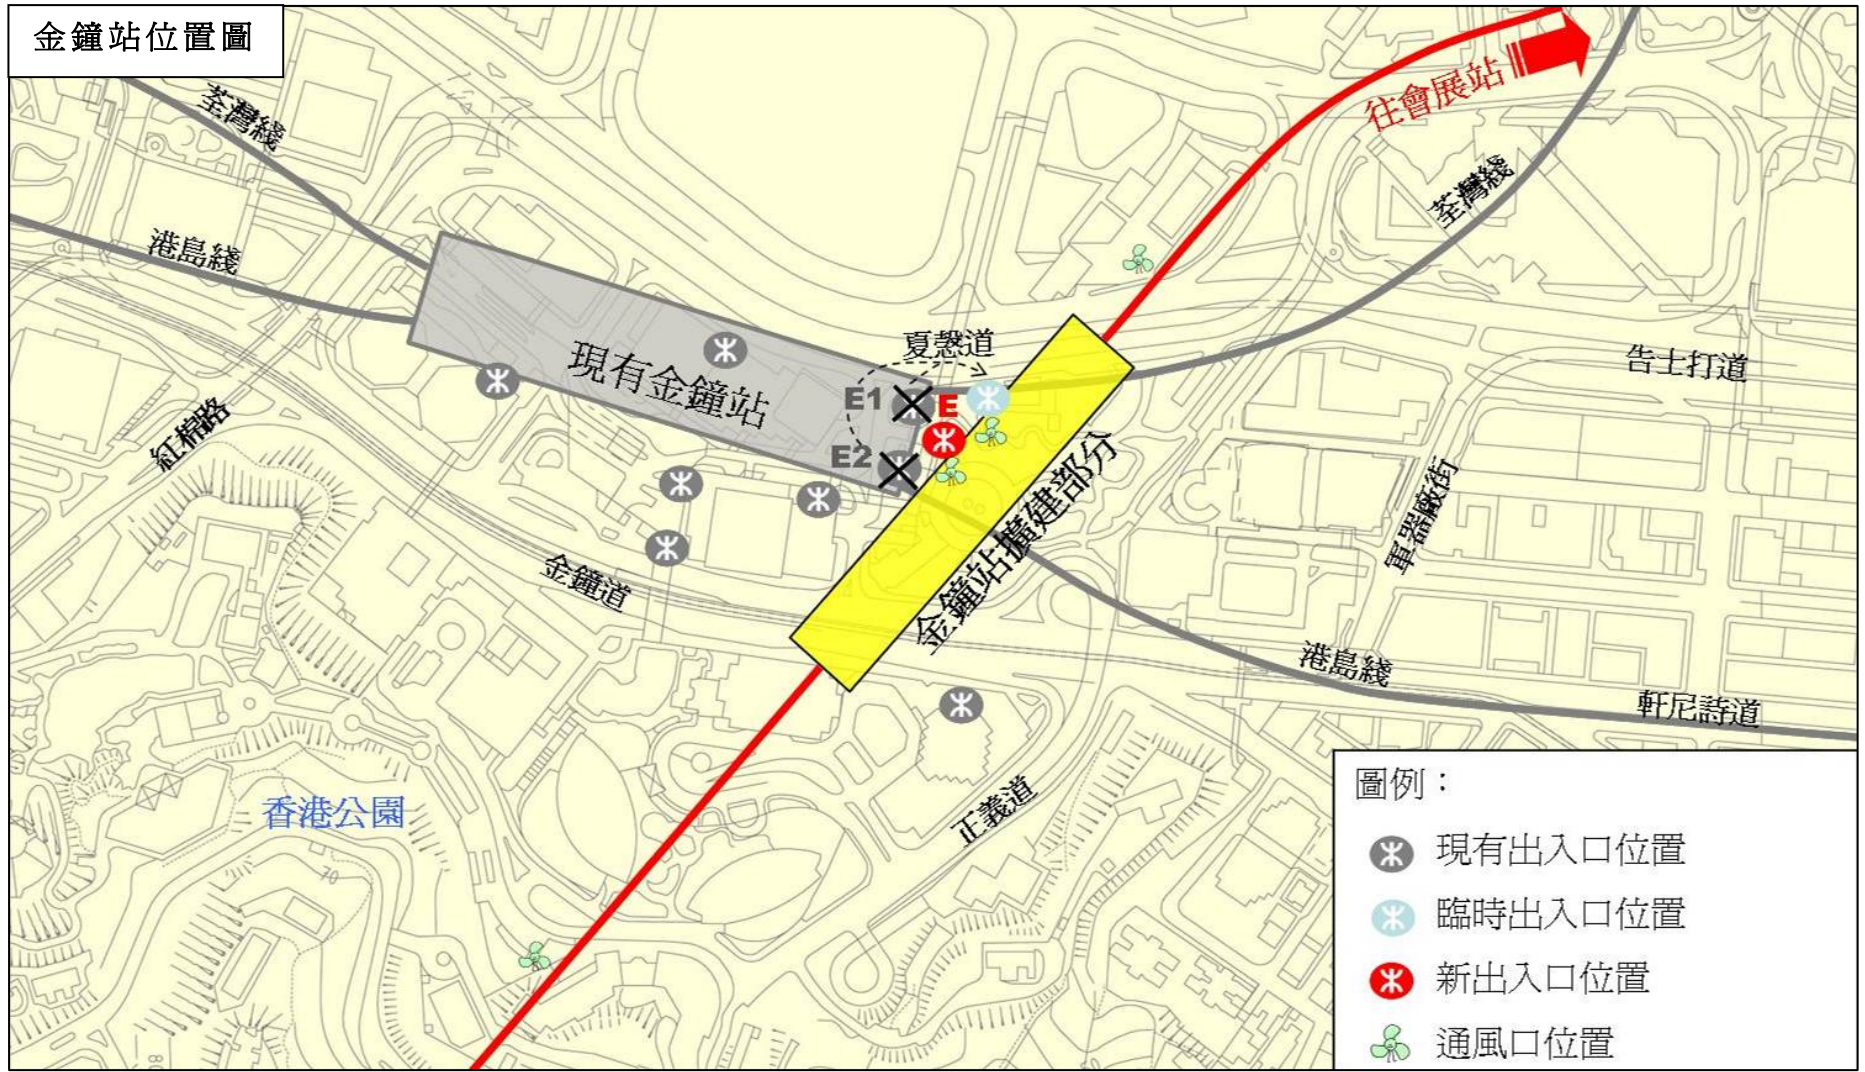 金鐘站位置圖
往會展站
荃灣綫
荃灣綫
港島綫
夏慤道
告士打道
現有金鐘站
E1
E
E2
紅棉路
金鐘站擴建部分
軍器廠街
金鐘道
港島綫
軒尼詩道
正義道
香港公園
70
圖例：
現有出入口位置
臨時出入口位置
新出入口位置
通風口位置